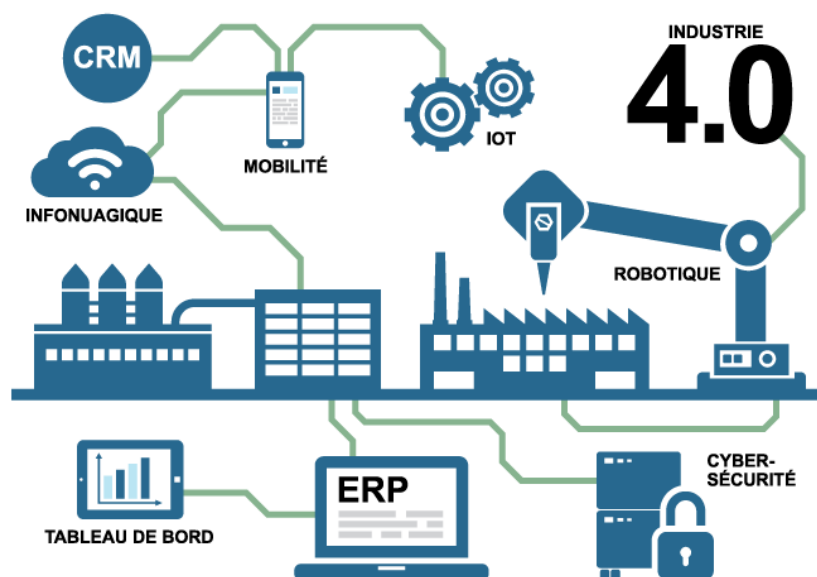 CRM
INDUSTRIE
4.0
IOT
MOBILITÉ
INFONUAGIQUE
ROBOTIQUE
ERP
CYBER-
SÉCURITÉ
TABLEAU DE BORD